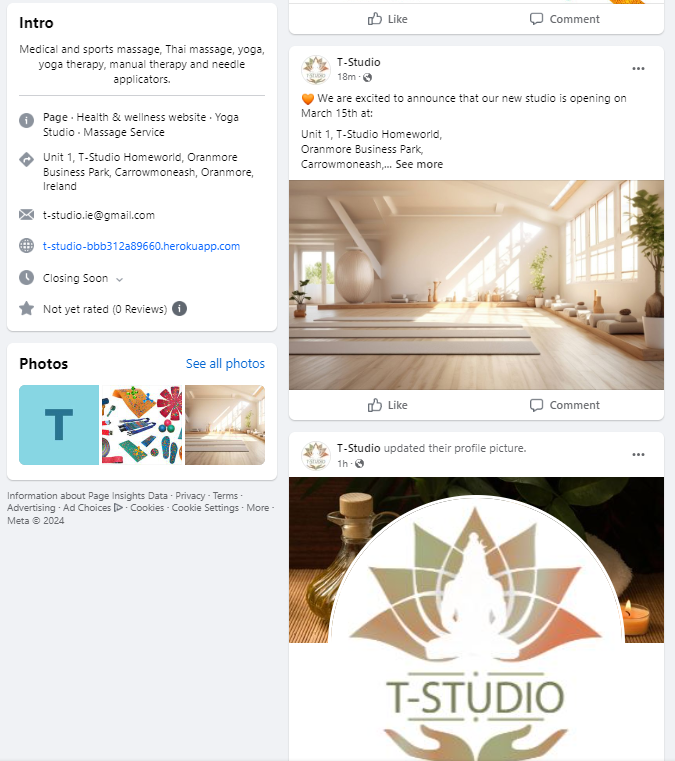 Intro
Medical and sports massage, Thai massage, yoga,
yoga therapy, manual therapy and needle
applicators.
Page · Health & wellness website · Yoga
Studio · Massage Service
Unit 1, T-Studio Homeworld, Oranmore
Business Park, Carrowmoneash, Oranmore,
Ireland
t-studio.ie@gmail.com
t-studio-bbb312a89660.herokuapp.com
Closing Soon
Not yet rated (0 Reviews)
Photos
See all photos
T
Information about Page Insights Data · Privacy · Terms ·
Advertising · Ad Choices · Cookies · Cookie Settings · More ·
Meta © 2024
Like
Comment
T-Studio
18m ·
We are excited to announce that our new studio is opening on
March 15th at:
Unit 1, T-Studio Homeworld,
Oranmore Business Park,
Carrowmoneash,... See more
Like
Comment
T-Studio updated their profile picture.
1h ·
T-STUDIO